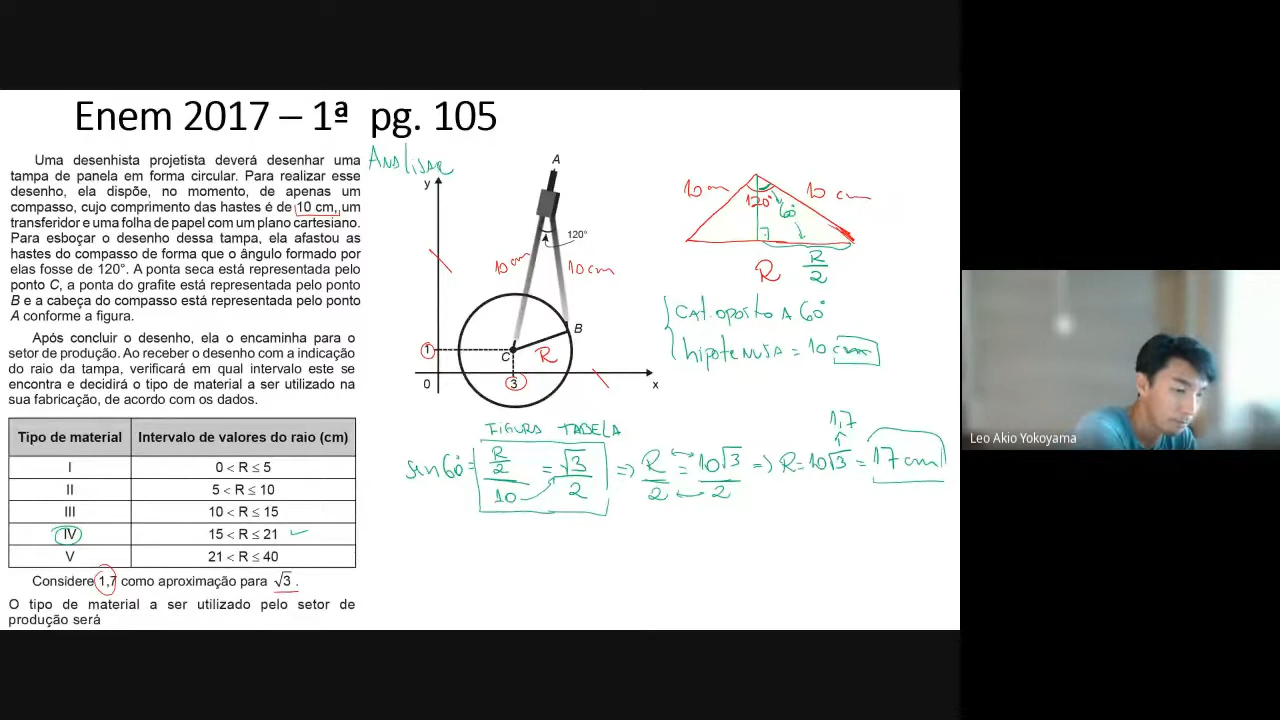 Enem 2017 – 1ª pg. 105
Uma desenhista projetista deverá desenhar uma
tampa de panela em forma circular. Para realizar esse
desenho, ela dispõe, no momento, de apenas um
compasso, cujo comprimento das hastes é de 10 cm, um
transferidor e uma folha de papel com um plano cartesiano.
Para esboçar o desenho dessa tampa, ela afastou as
hastes do compasso de forma que o ângulo formado por
elas fosse de 120°. A ponta seca está representada pelo
ponto C, a ponta do grafite está representada pelo ponto
B e a cabeça do compasso está representada pelo ponto
A conforme a figura.
Após concluir o desenho, ela o encaminha para o
setor de produção. Ao receber o desenho com a indicação
do raio da tampa, verificará em qual intervalo este se
encontra e decidirá o tipo de material a ser utilizado na
sua fabricação, de acordo com os dados.
Tipo de material Intervalo de valores do raio (cm)
I 0 < R ≤ 5
II 5 < R ≤ 10
III 10 < R ≤ 15
IV 15 < R ≤ 21 ✓
V 21 < R ≤ 40
Considere 1,7 como aproximação para √3 .
O tipo de material a ser utilizado pelo setor de
produção será
Analisar
A
y
120°
10 cm
10 cm
B
C
R
1
0
3
x
10 cm
10 cm
120°
60°
R
R/2
Cat. oposto a 60°
hipotenusa = 10 cm
FIGURA TABELA
sen 60° = (R/2)/10 = √3/2 ⇒ R/2 = 10√3/2 ⇒ R = 10√3 = 17 cm
1,7
Leo Akio Yokoyama